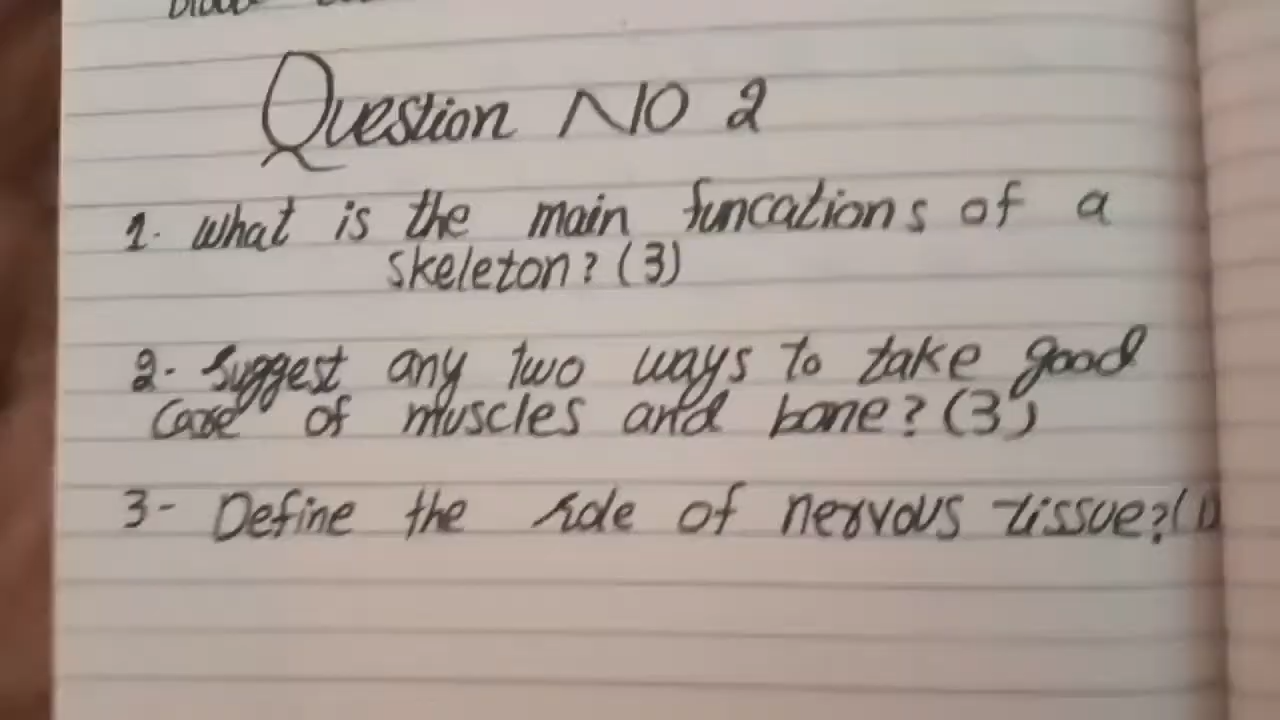 Question NO 2
1. What is the main funcations of a
skeleton? (3)
2- Suggest any two ways to take good
care of muscles and bone? (3)
3- Define the role of nervous tissue?(1)